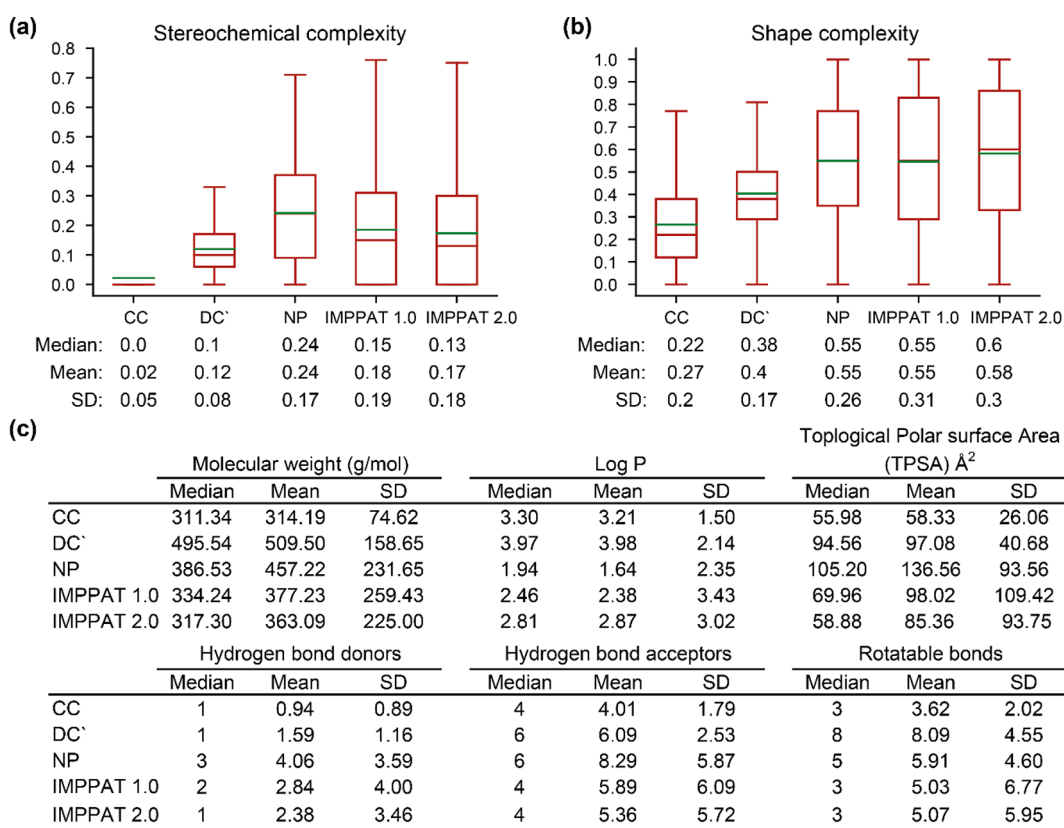 (a) Stereochemical complexity
0.8
0.7
0.6
0.5
0.4
0.3
0.2
0.1
0.0
CC DC` NP IMPPAT 1.0 IMPPAT 2.0
Median: 0.0 0.1 0.24 0.15 0.13
Mean: 0.02 0.12 0.24 0.18 0.17
SD: 0.05 0.08 0.17 0.19 0.18
(b) Shape complexity
1.0
0.9
0.8
0.7
0.6
0.5
0.4
0.3
0.2
0.1
0.0
CC DC` NP IMPPAT 1.0 IMPPAT 2.0
Median: 0.22 0.38 0.55 0.55 0.6
Mean: 0.27 0.4 0.55 0.55 0.58
SD: 0.2 0.17 0.26 0.31 0.3
(c)
Toplogical Polar surface Area
Molecular weight (g/mol) Log P (TPSA) Å²
Median Mean SD Median Mean SD Median Mean SD
CC 311.34 314.19 74.62 3.30 3.21 1.50 55.98 58.33 26.06
DC` 495.54 509.50 158.65 3.97 3.98 2.14 94.56 97.08 40.68
NP 386.53 457.22 231.65 1.94 1.64 2.35 105.20 136.56 93.56
IMPPAT 1.0 334.24 377.23 259.43 2.46 2.38 3.43 69.96 98.02 109.42
IMPPAT 2.0 317.30 363.09 225.00 2.81 2.87 3.02 58.88 85.36 93.75
Hydrogen bond donors Hydrogen bond acceptors Rotatable bonds
Median Mean SD Median Mean SD Median Mean SD
CC 1 0.94 0.89 4 4.01 1.79 3 3.62 2.02
DC` 1 1.59 1.16 6 6.09 2.53 8 8.09 4.55
NP 3 4.06 3.59 6 8.29 5.87 5 5.91 4.60
IMPPAT 1.0 2 2.84 4.00 4 5.89 6.09 3 5.03 6.77
IMPPAT 2.0 1 2.38 3.46 4 5.36 5.72 3 5.07 5.95